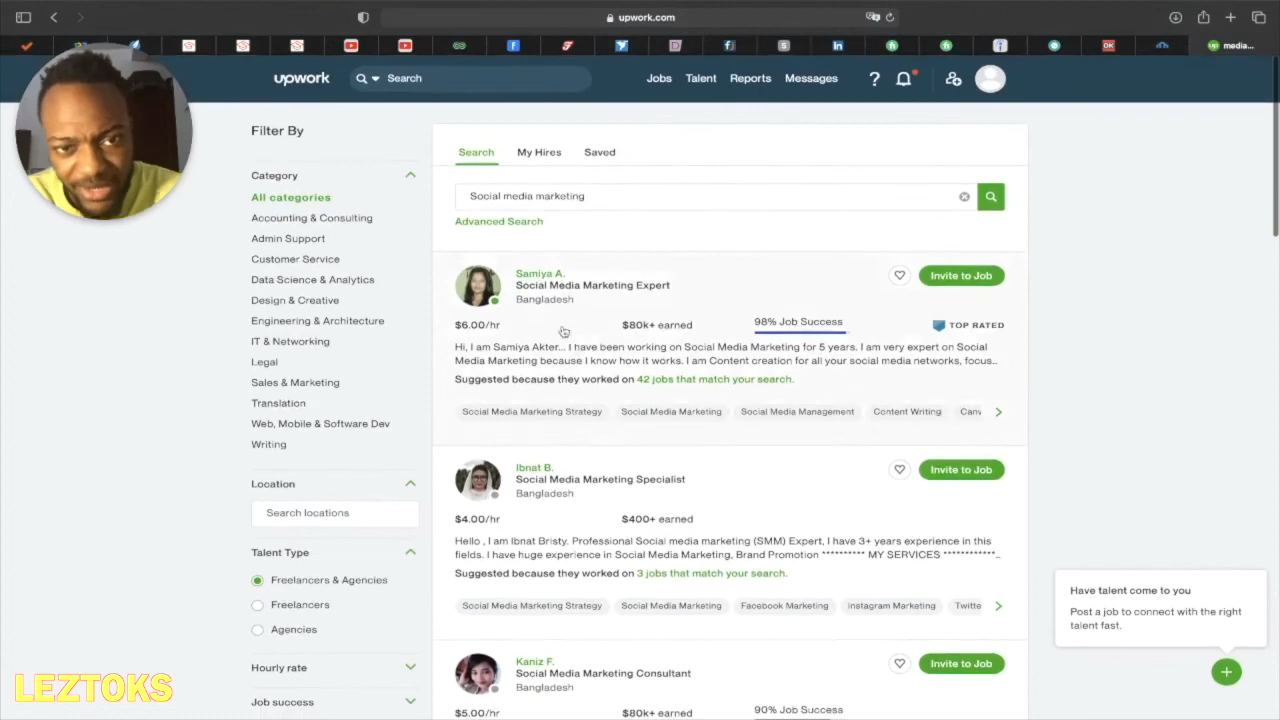 upwork.com
media...
upwork
Search
Jobs Talent Reports Messages
Filter By
Category
All categories
Accounting & Consulting
Admin Support
Customer Service
Data Science & Analytics
Design & Creative
Engineering & Architecture
IT & Networking
Legal
Sales & Marketing
Translation
Web, Mobile & Software Dev
Writing
Location
Search locations
Talent Type
Freelancers & Agencies
Freelancers
Agencies
Hourly rate
Job success
Search My Hires Saved
Social media marketing
Advanced Search
Samiya A.
Social Media Marketing Expert
Bangladesh
Invite to Job
$6.00/hr $80k+ earned 98% Job Success TOP RATED
Hi, I am Samiya Akter... I have been working on Social Media Marketing for 5 years. I am very expert on Social
Media Marketing because I know how it works. I am Content creation for all your social media networks, focus...
Suggested because they worked on 42 jobs that match your search.
Social Media Marketing Strategy Social Media Marketing Social Media Management Content Writing Canv
Ibnat B.
Social Media Marketing Specialist
Bangladesh
Invite to Job
$4.00/hr $400+ earned
Hello , I am Ibnat Bristy. Professional Social media marketing (SMM) Expert, I have 3+ years experience in this
fields. I have huge experience in Social Media Marketing, Brand Promotion ********** MY SERVICES ************...
Suggested because they worked on 3 jobs that match your search.
Social Media Marketing Strategy Social Media Marketing Facebook Marketing Instagram Marketing Twitte
Kaniz F.
Social Media Marketing Consultant
Bangladesh
Invite to Job
$5.00/hr $80k+ earned 90% Job Success
Have talent come to you
Post a job to connect with the right
talent fast.
LEZTOKS